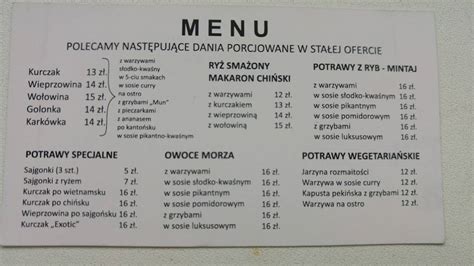 MENU
POLECAMY NASTĘPUJĄCE DANIA PORCJOWANE W STAŁEJ OFERCIE
Kurczak 13 zł.
Wieprzowina 14 zł.
Wołowina 15 zł.
Golonka 14 zł.
Karkówka 14 zł.
z warzywami
słodko-kwaśny
w 5-ciu smakach
w sosie curry
na ostro
z grzybami „Mun"
z pieczarkami
z ananasem
po kantońsku
w sosie pikantno-kwaśnym
RYŻ SMAŻONY
MAKARON CHIŃSKI
z warzywami 12 zł.
z kurczakiem 13 zł.
z wieprzowiną 14 zł.
z wołowiną 15 zł.
POTRAWY Z RYB - MINTAJ
z warzywami 16 zł.
w sosie słodko-kwaśnym 16 zł.
w sosie pikantnym 16 zł.
w sosie pomidorowym 16 zł.
z grzybami 16 zł.
w sosie luksusowym 16 zł.
POTRAWY SPECJALNE
Sajgonki (3 szt.) 5 zł.
Sajgonki z ryżem 7 zł.
Kurczak po wietnamsku 16 zł.
Kurczak po chińsku 16 zł.
Wieprzowina po sajgońsku 16 zł.
Kurczak „Exotic" 16 zł.
OWOCE MORZA
z warzywami 16 zł.
w sosie słodko-kwaśnym 16 zł.
w sosie pikantnym 16 zł.
w sosie pomidorowym 16 zł.
z grzybami 16 zł.
w sosie luksusowym 16 zł.
POTRAWY WEGETARIAŃSKIE
Jarzyna rozmaitości 12 zł.
Warzywa w sosie curry 12 zł.
Kapusta pekińska z grzybami 12 zł.
Warzywa na ostro 12 zł.